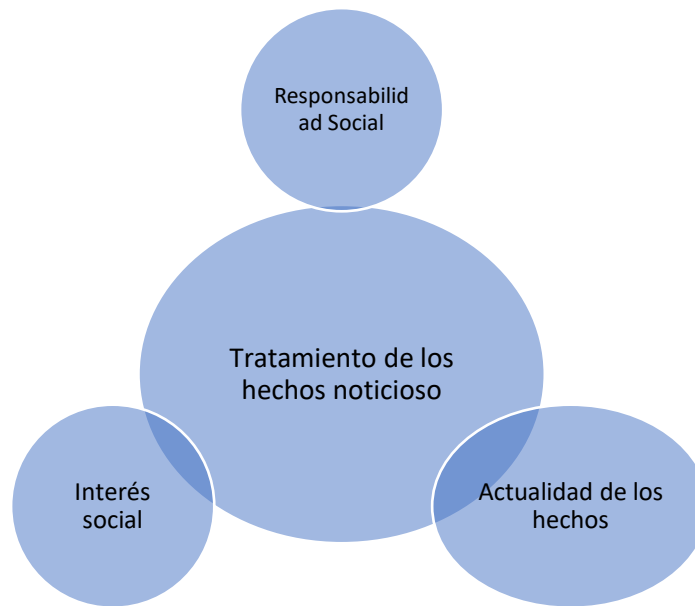 Responsabilid
ad Social
Tratamiento de los
hechos noticioso
Interés
social
Actualidad de los
hechos